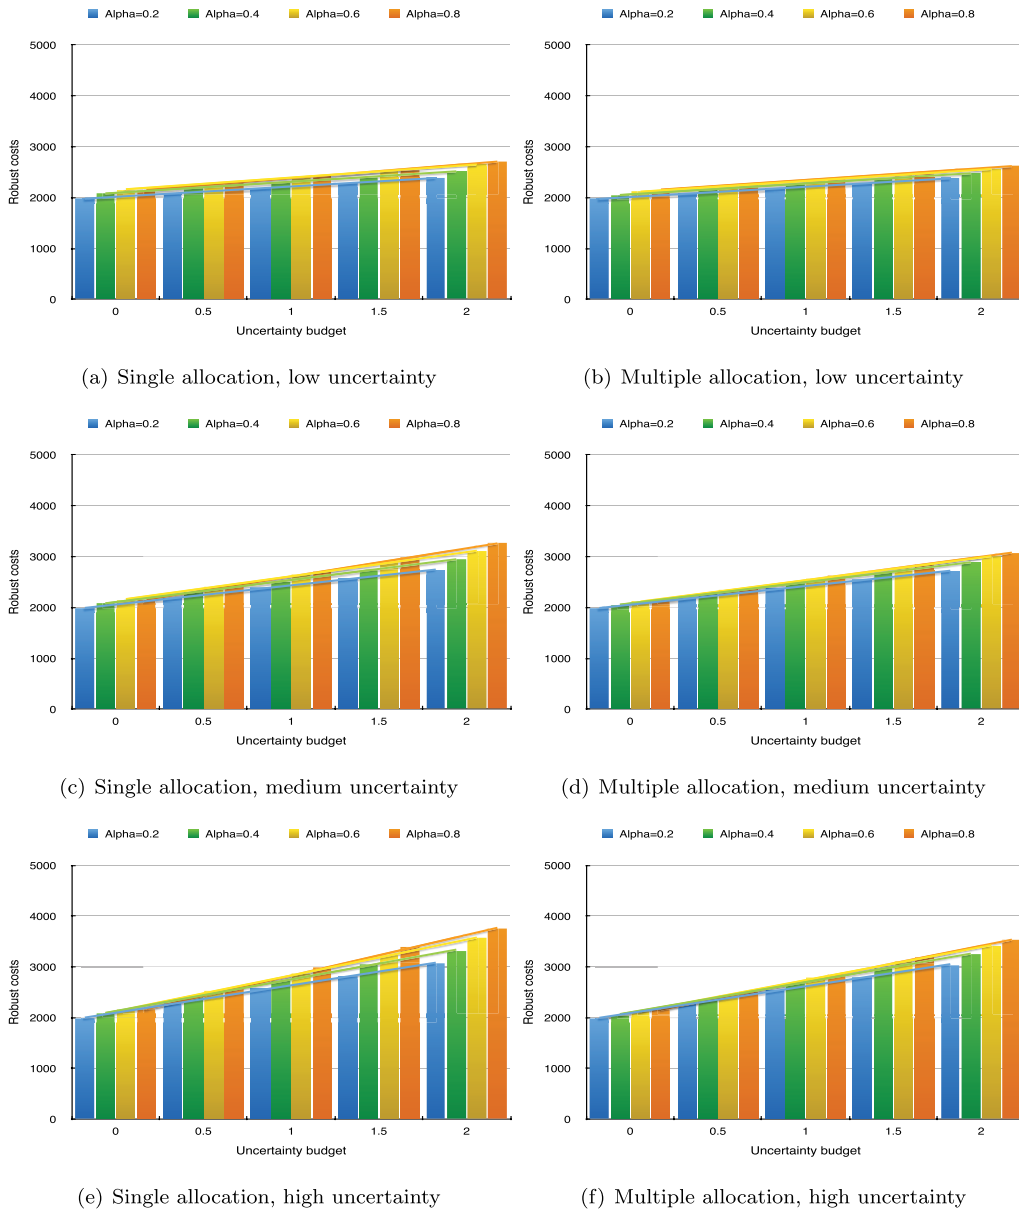 Alpha=0.2 Alpha=0.4 Alpha=0.6 Alpha=0.8
5000
4000
3000
2000
1000
0
Robust costs
0 0.5 1 1.5 2
Uncertainty budget
(a) Single allocation, low uncertainty
Alpha=0.2 Alpha=0.4 Alpha=0.6 Alpha=0.8
5000
4000
3000
2000
1000
0
Robust costs
0 0.5 1 1.5 2
Uncertainty budget
(b) Multiple allocation, low uncertainty
Alpha=0.2 Alpha=0.4 Alpha=0.6 Alpha=0.8
5000
4000
3000
2000
1000
0
Robust costs
0 0.5 1 1.5 2
Uncertainty budget
(c) Single allocation, medium uncertainty
Alpha=0.2 Alpha=0.4 Alpha=0.6 Alpha=0.8
5000
4000
3000
2000
1000
0
Robust costs
0 0.5 1 1.5 2
Uncertainty budget
(d) Multiple allocation, medium uncertainty
Alpha=0.2 Alpha=0.4 Alpha=0.6 Alpha=0.8
5000
4000
3000
2000
1000
0
Robust costs
0 0.5 1 1.5 2
Uncertainty budget
(e) Single allocation, high uncertainty
Alpha=0.2 Alpha=0.4 Alpha=0.6 Alpha=0.8
5000
4000
3000
2000
1000
0
Robust costs
0 0.5 1 1.5 2
Uncertainty budget
(f) Multiple allocation, high uncertainty